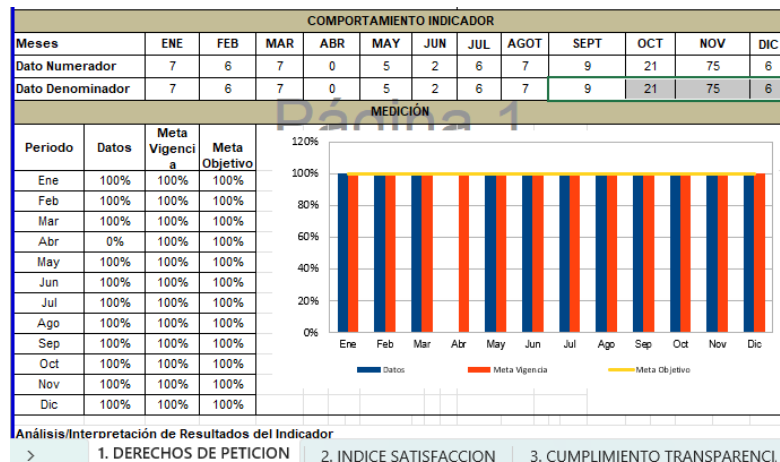 COMPORTAMIENTO INDICADOR
Meses ENE FEB MAR ABR MAY JUN JUL AGOT SEPT OCT NOV DIC
Dato Numerador 7 6 7 0 5 2 6 7 9 21 75 6
Dato Denominador 7 6 7 0 5 2 6 7 9 21 75 6
Página 1
MEDICIÓN
Periodo Datos Meta Vigenci a Meta Objetivo
Ene 100% 100% 100%
Feb 100% 100% 100%
Mar 100% 100% 100%
Abr 0% 100% 100%
May 100% 100% 100%
Jun 100% 100% 100%
Jul 100% 100% 100%
Ago 100% 100% 100%
Sep 100% 100% 100%
Oct 100% 100% 100%
Nov 100% 100% 100%
Dic 100% 100% 100%
120%
100%
80%
60%
40%
20%
0%
Ene Feb Mar Abr May Jun Jul Ago Sep Oct Nov Dic
Datos Meta Vigencia Meta Objetivo
Análisis/Interpretación de Resultados del Indicador
> 1. DERECHOS DE PETICION 2. INDICE SATISFACCION 3. CUMPLIMIENTO TRANSPARENCI